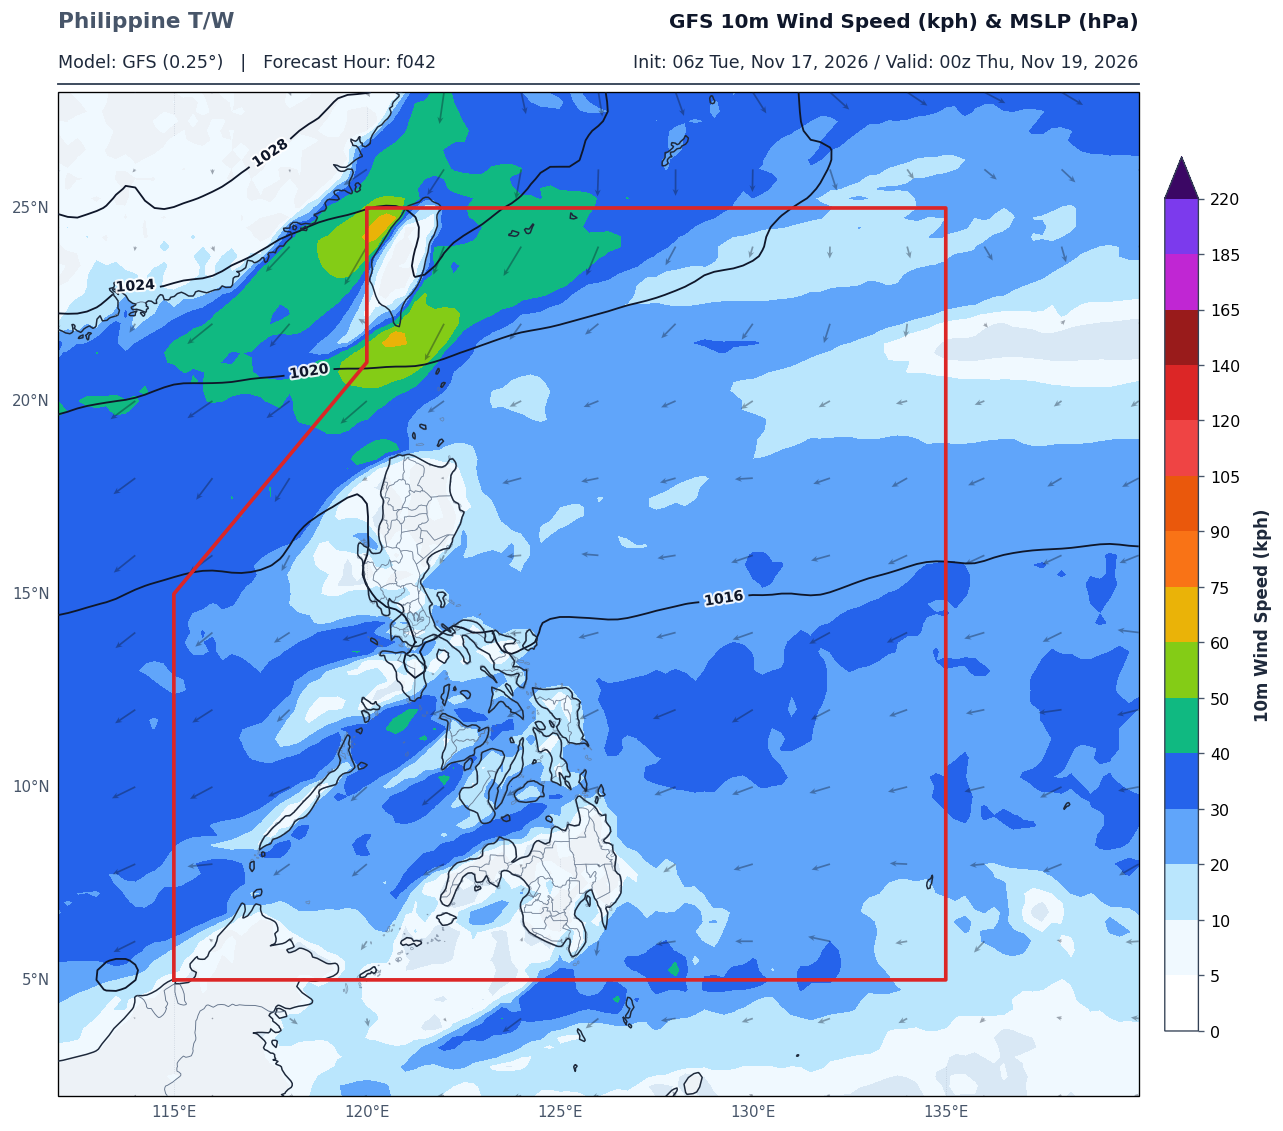 Philippine T/W
GFS 10m Wind Speed (kph) & MSLP (hPa)
Model: GFS (0.25°) | Forecast Hour: f042
Init: 06z Tue, Nov 17, 2026 / Valid: 00z Thu, Nov 19, 2026
1028
1024
1020
1016
25°N
20°N
15°N
10°N
5°N
115°E
120°E
125°E
130°E
135°E
220
185
165
140
120
105
90
75
60
50
40
30
20
10
5
0
10m Wind Speed (kph)